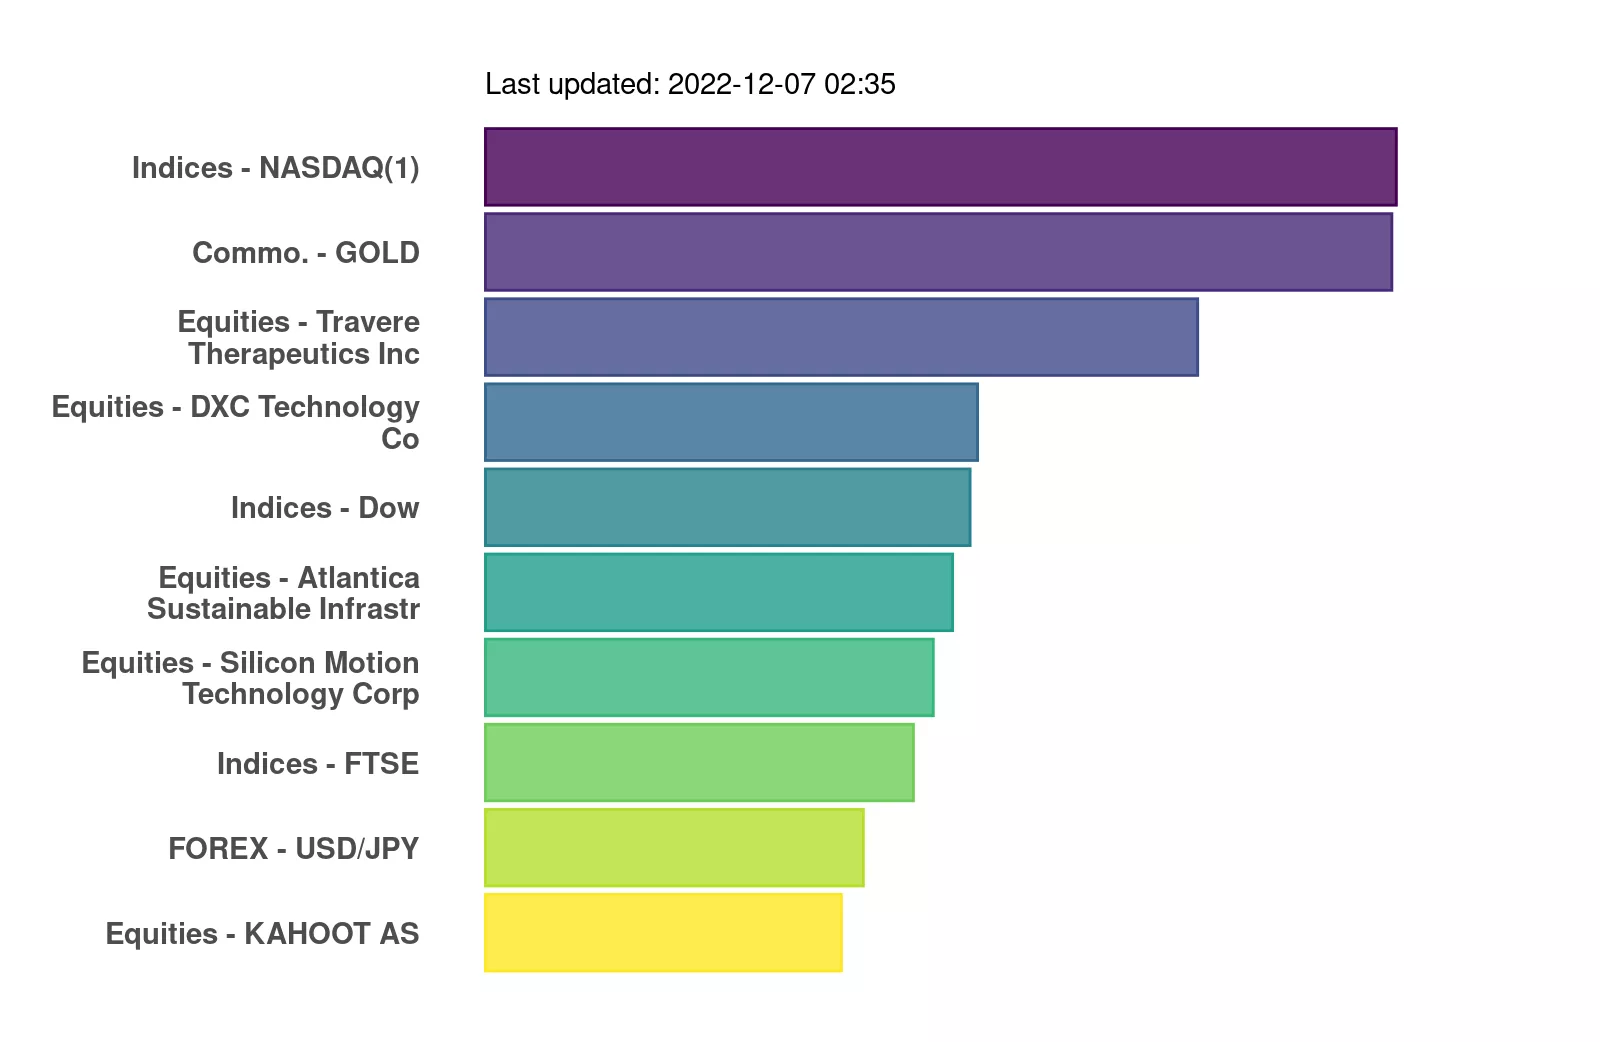 Last updated: 2022-12-07 02:35
Indices - NASDAQ(1)
Commo. - GOLD
Equities - Travere
Therapeutics Inc
Equities - DXC Technology
Co
Indices - Dow
Equities - Atlantica
Sustainable Infrastr
Equities - Silicon Motion
Technology Corp
Indices - FTSE
FOREX - USD/JPY
Equities - KAHOOT AS